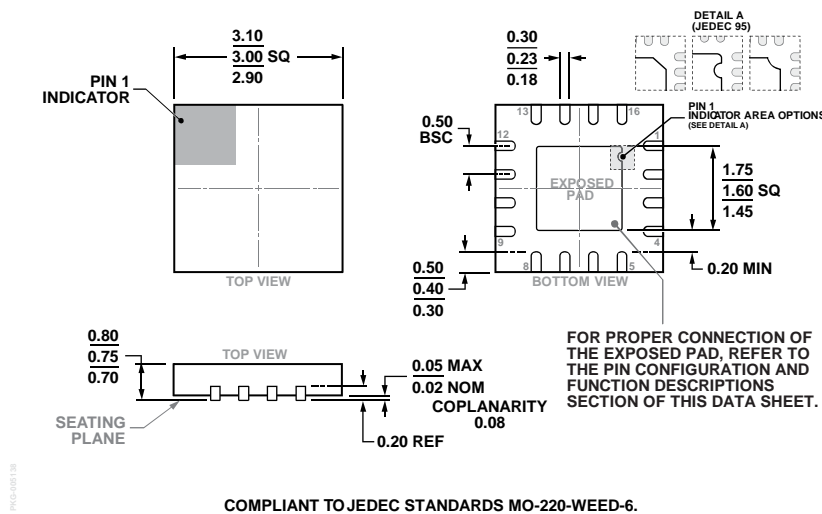 DETAIL A
(JEDEC 95)
3.10
3.00 SQ
2.90
0.30
0.23
0.18
PIN 1
INDICATOR
PIN 1
INDICATOR AREA OPTIONS
(SEE DETAIL A)
13
16
0.50
BSC
12
1
EXPOSED
PAD
1.75
1.60 SQ
1.45
9
4
8
5
0.20 MIN
TOP VIEW
BOTTOM VIEW
0.50
0.40
0.30
FOR PROPER CONNECTION OF
THE EXPOSED PAD, REFER TO
THE PIN CONFIGURATION AND
FUNCTION DESCRIPTIONS
SECTION OF THIS DATA SHEET.
0.80
0.75
0.70
TOP VIEW
0.05 MAX
0.02 NOM
COPLANARITY
0.08
SEATING
PLANE
0.20 REF
PKG-005138
COMPLIANT TO JEDEC STANDARDS MO-220-WEED-6.